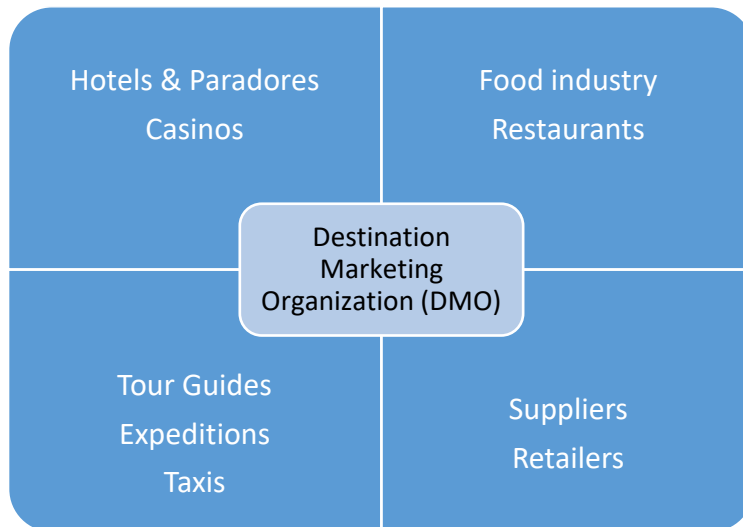 Hotels & Paradores
Casinos
Food industry
Restaurants
Destination
Marketing
Organization (DMO)
Tour Guides
Expeditions
Taxis
Suppliers
Retailers